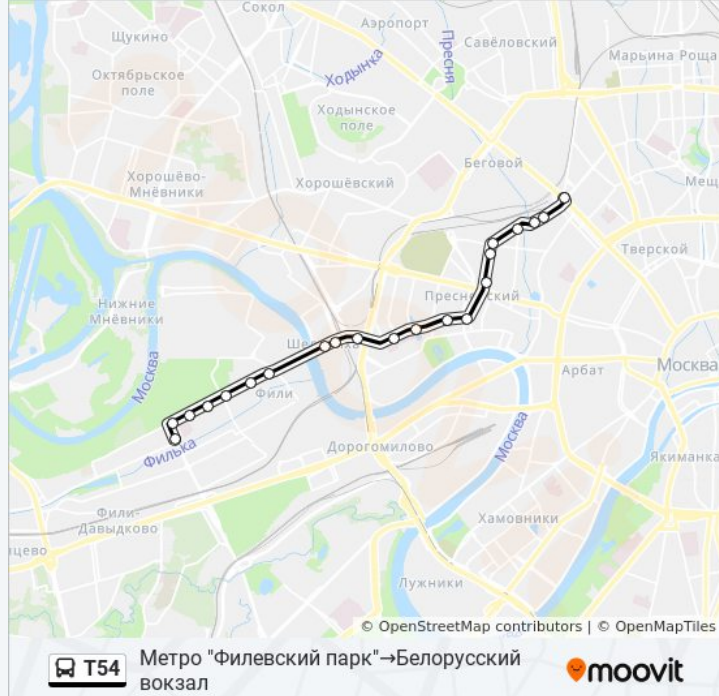 Сокол
Аэропорт
Щукино
Ходынка
Пресня
Савёловский
Марьина Роща
Октябрьское
поле
Ходынское
поле
Беговой
Хорошёво-
Мнёвники
Хорошёвский
Мещ
Тверской
Нижние
Мнёвники
Пресненский
Москва
Фили
Арбат
Москва
Филька
Дорогомилово
Москва
Якиманка
Фили-
Давыдково
нцево
Хамовники
Лужники
© OpenStreetMap contributors | © OpenMapTiles
T54
Метро "Филевский парк"→Белорусский
вокзал
moovit